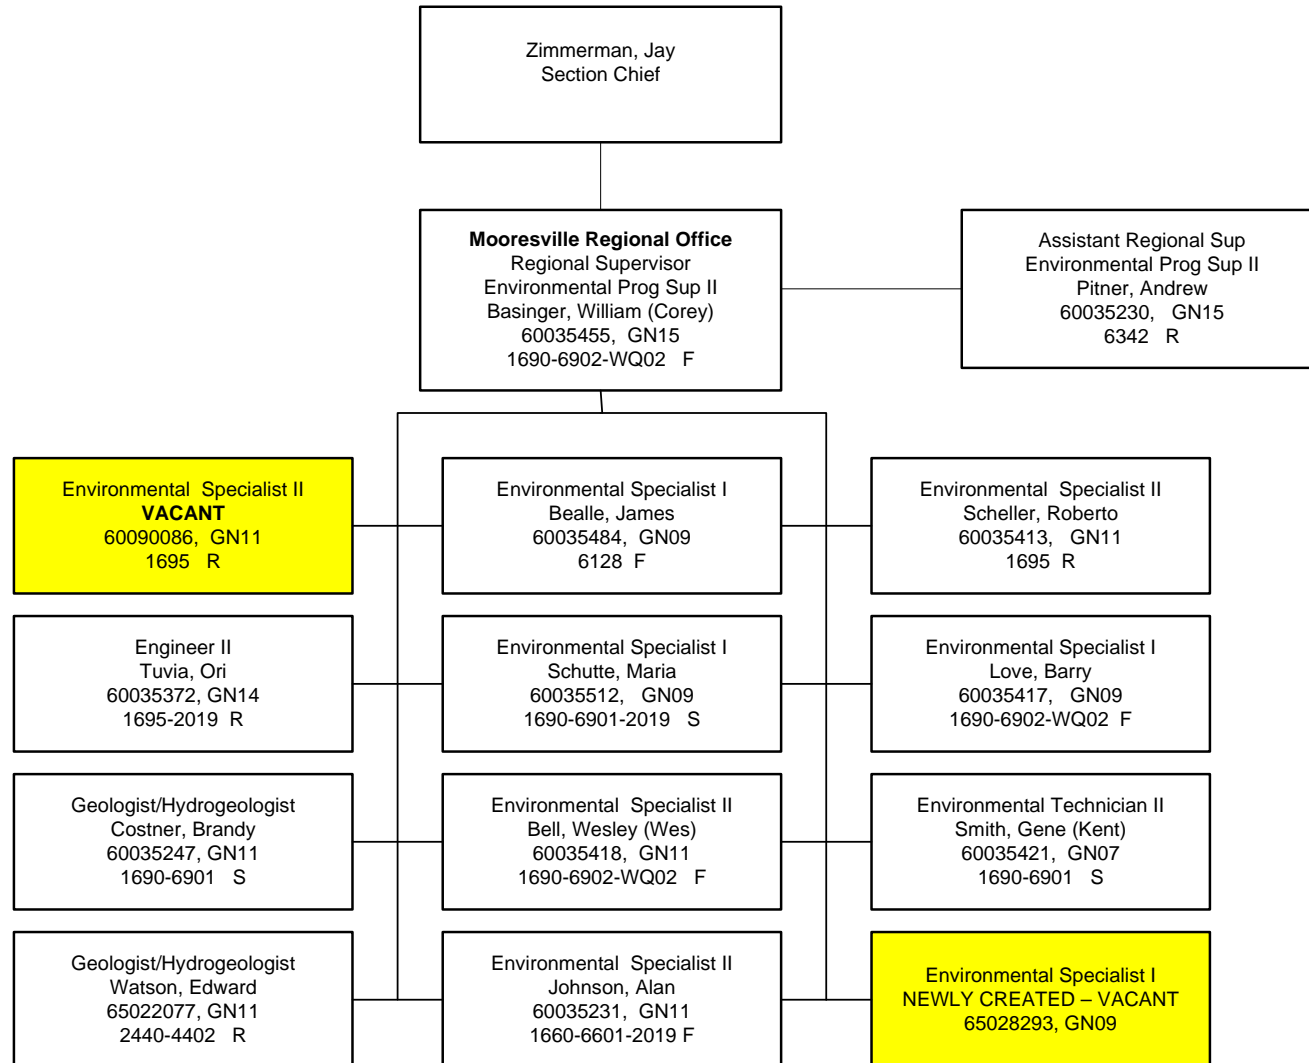 Zimmerman, Jay
Section Chief
Mooresville Regional Office
Regional Supervisor
Environmental Prog Sup II
Basinger, William (Corey)
60035455, GN15
1690-6902-WQ02 F
Assistant Regional Sup
Environmental Prog Sup II
Pitner, Andrew
60035230, GN15
6342 R
Environmental Specialist II
VACANT
60090086, GN11
1695 R
Environmental Specialist I
Bealle, James
60035484, GN09
6128 F
Environmental Specialist II
Scheller, Roberto
60035413, GN11
1695 R
Engineer II
Tuvia, Ori
60035372, GN14
1695-2019 R
Environmental Specialist I
Schutte, Maria
60035512, GN09
1690-6901-2019 S
Environmental Specialist I
Love, Barry
60035417, GN09
1690-6902-WQ02 F
Geologist/Hydrogeologist
Costner, Brandy
60035247, GN11
1690-6901 S
Environmental Specialist II
Bell, Wesley (Wes)
60035418, GN11
1690-6902-WQ02 F
Environmental Technician II
Smith, Gene (Kent)
60035421, GN07
1690-6901 S
Geologist/Hydrogeologist
Watson, Edward
65022077, GN11
2440-4402 R
Environmental Specialist II
Johnson, Alan
60035231, GN11
1660-6601-2019 F
Environmental Specialist I
NEWLY CREATED – VACANT
65028293, GN09